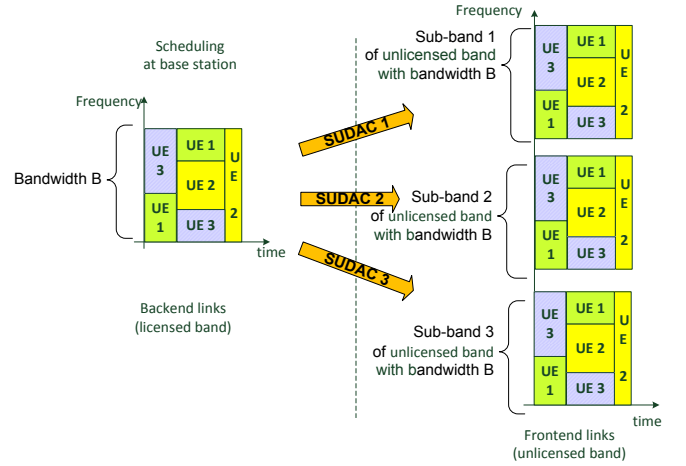 Scheduling
at base station
Frequency
Bandwidth B
UE
3
UE
1
UE 1
UE 2
UE 3
U
E
2
time
Backend links
(licensed band)
SUDAC 1
SUDAC 2
SUDAC 3
Frequency
Sub-band 1
of unlicensed band
with bandwidth B
UE
3
UE
1
UE 1
UE 2
UE 3
U
E
2
Sub-band 2
of unlicensed band
with bandwidth B
UE
3
UE
1
UE 1
UE 2
UE 3
U
E
2
Sub-band 3
of unlicensed band
with bandwidth B
UE
3
UE
1
UE 1
UE 2
UE 3
U
E
2
time
Frontend links
(unlicensed band)